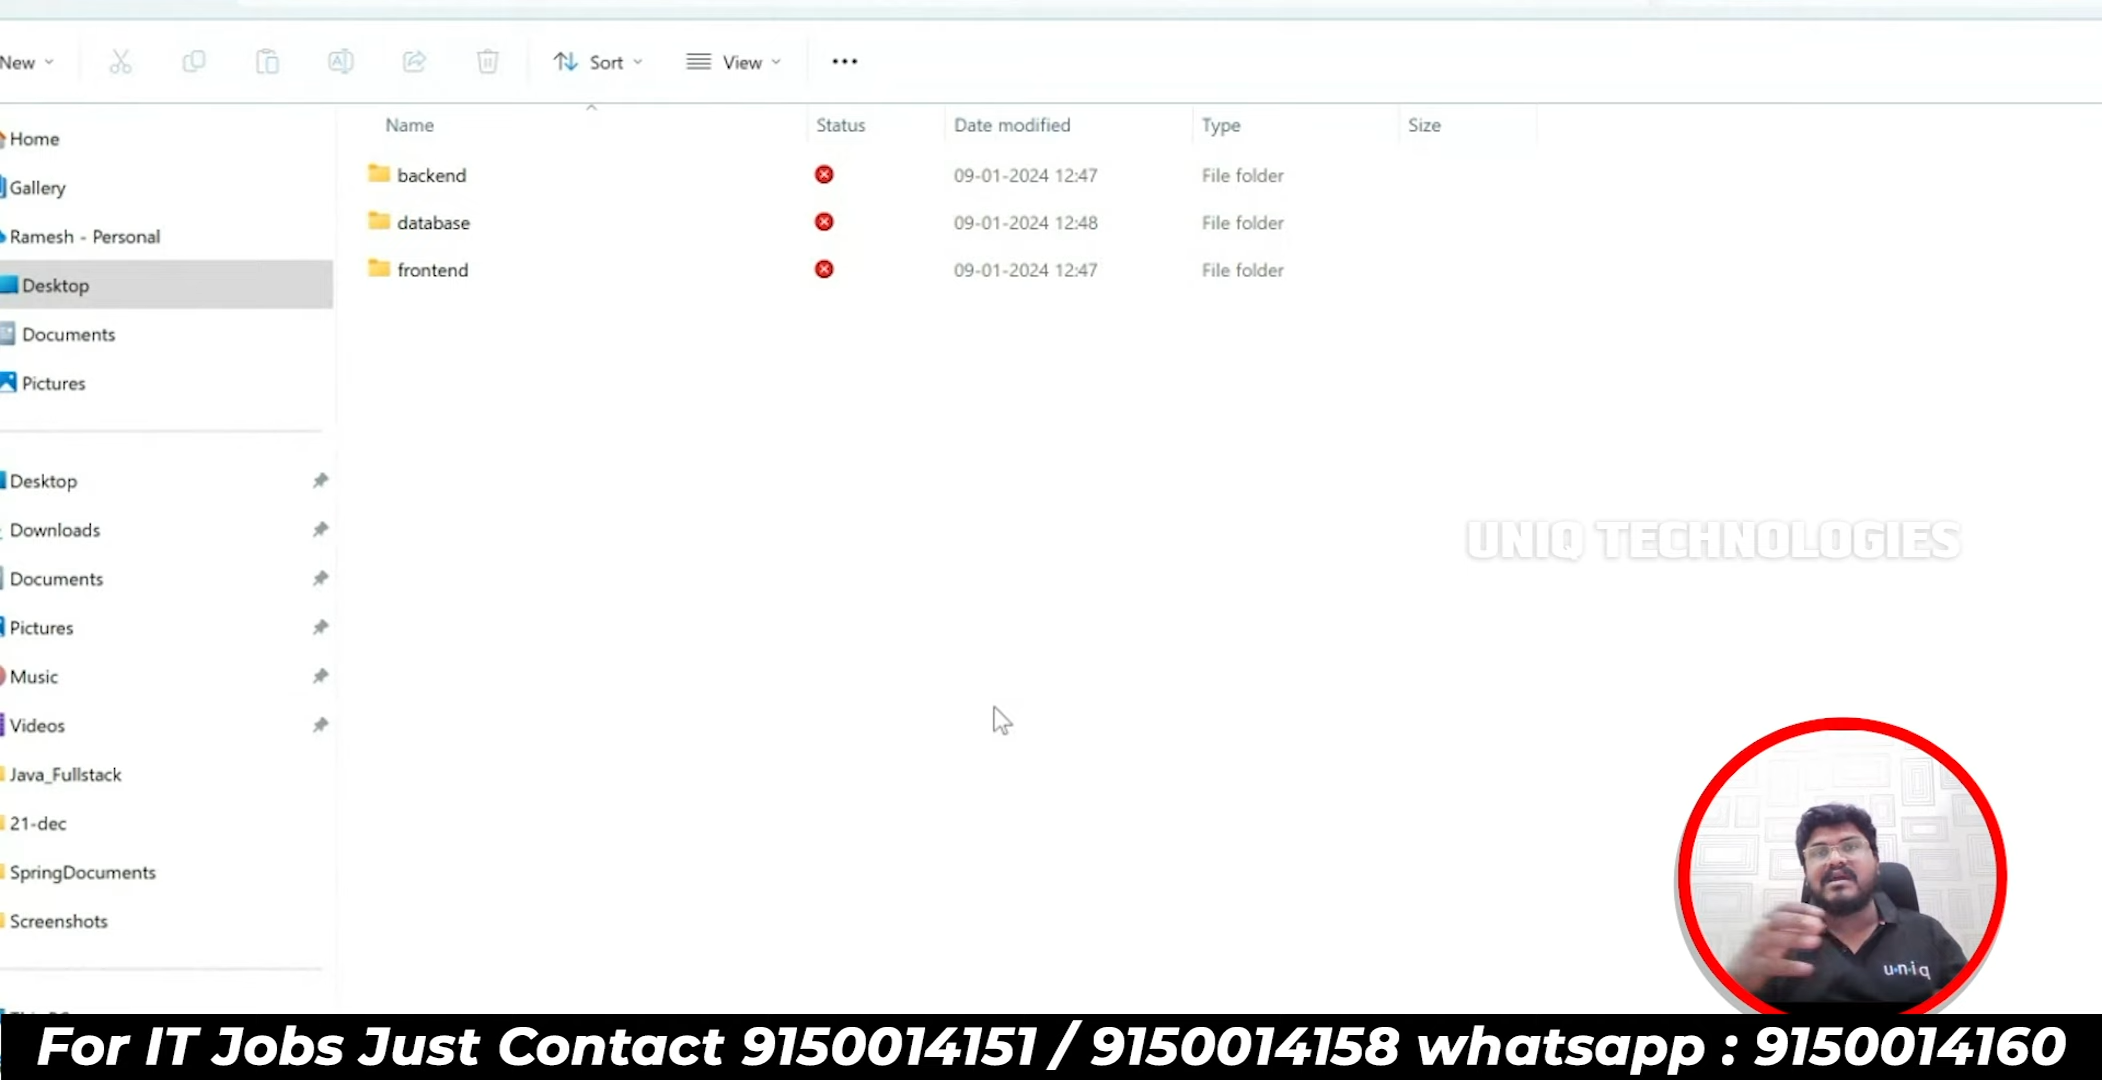 New
Sort
View
Name
Status
Date modified
Type
Size
Home
Gallery
Ramesh - Personal
Desktop
Documents
Pictures
Desktop
Downloads
Documents
Pictures
Music
Videos
Java_Fullstack
21-dec
SpringDocuments
Screenshots
backend 09-01-2024 12:47 File folder
database 09-01-2024 12:48 File folder
frontend 09-01-2024 12:47 File folder
UNIQ TECHNOLOGIES
u·n·i q
For IT Jobs Just Contact 9150014151 / 9150014158 whatsapp : 9150014160